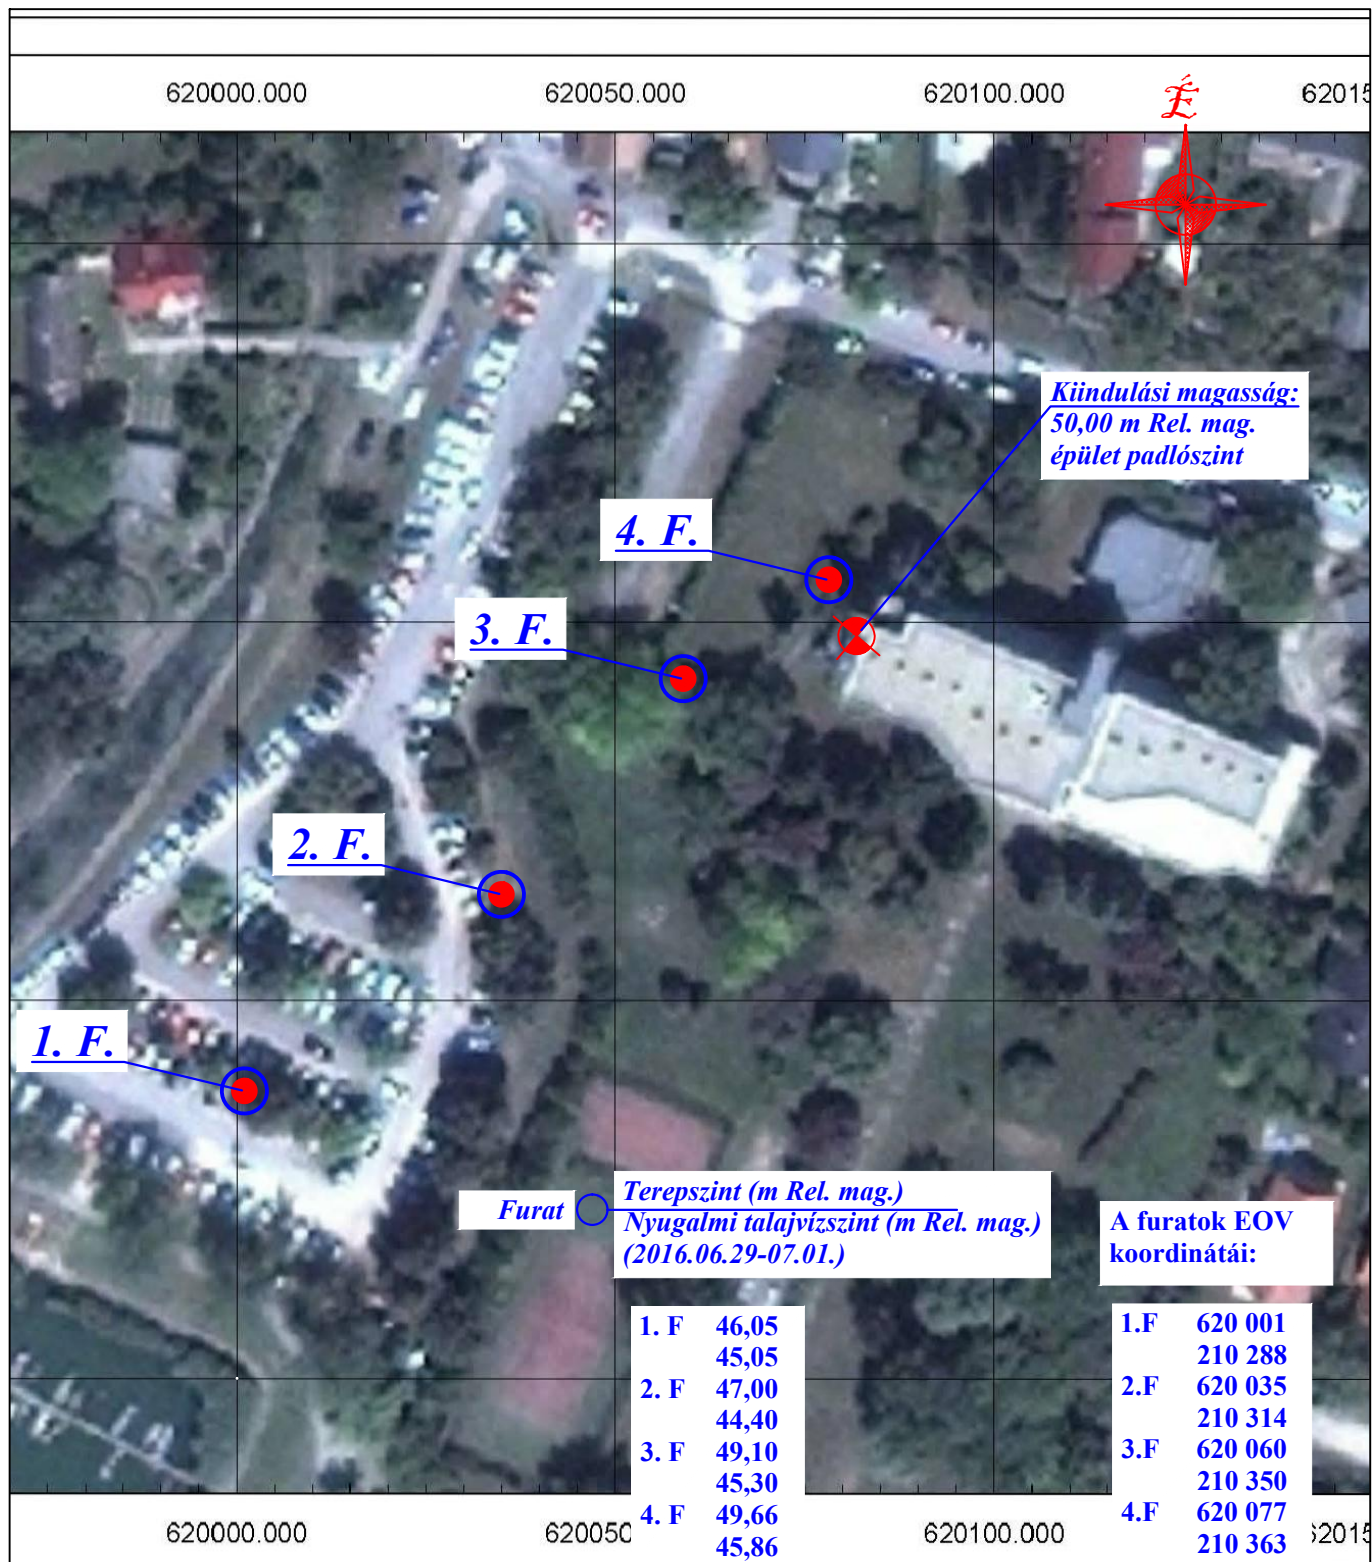 620000.000 620050.000 620100.000 62015
É
Kiindulási magasság:
50,00 m Rel. mag.
épület padlószint
4. F.
3. F.
2. F.
1. F.
Furat
Terepszint (m Rel. mag.)
Nyugalmi talajvízszint (m Rel. mag.)
(2016.06.29-07.01.)
A furatok EOV
koordinátái:
1. F 46,05
45,05
2. F 47,00
44,40
3. F 49,10
45,30
4. F 49,66
45,86
1.F 620 001
210 288
2.F 620 035
210 314
3.F 620 060
210 350
4.F 620 077
210 363
620000.000 620050 620100.000 62015